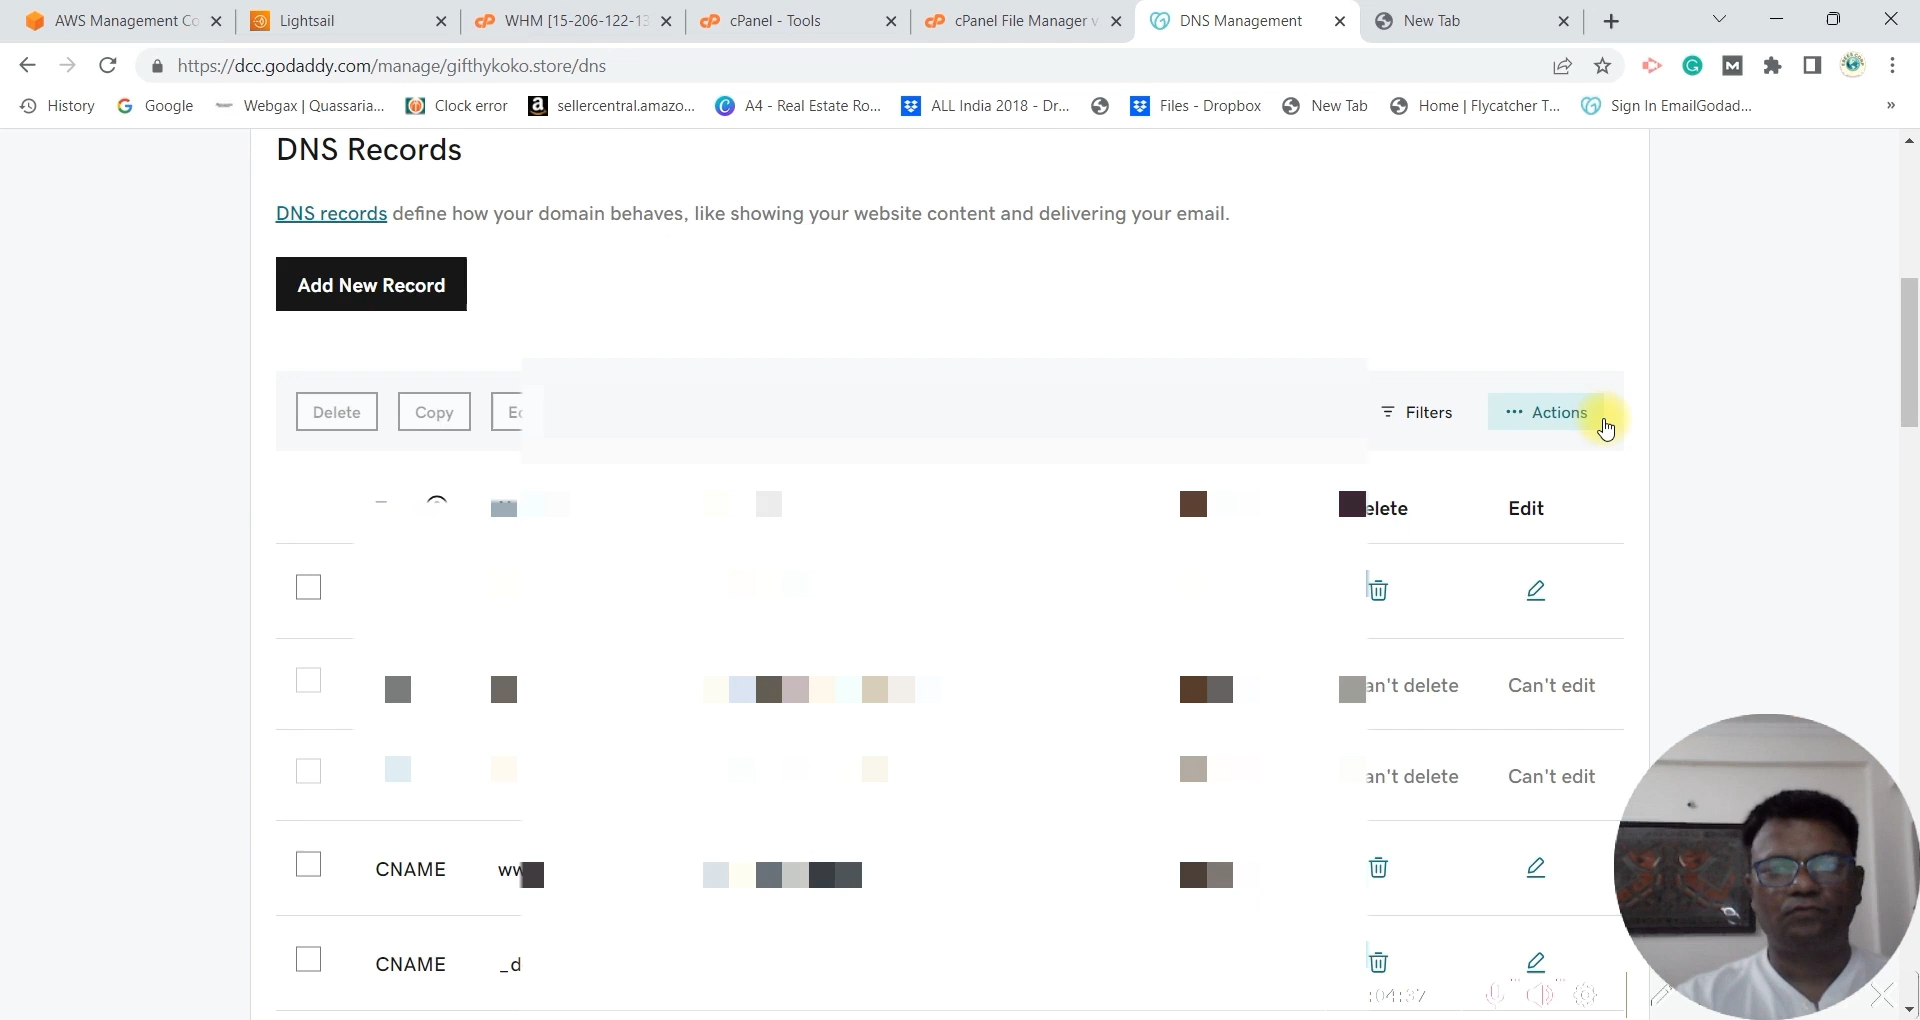 AWS Management Co
Lightsail
WHM [15-206-122-13
cPanel - Tools
cPanel File Manager v
DNS Management
New Tab
https://dcc.godaddy.com/manage/gifthykoko.store/dns
History
Google
Webgax | Quassaria...
Clock error
sellercentral.amazo...
A4 - Real Estate Ro...
ALL India 2018 - Dr...
Files - Dropbox
New Tab
Home | Flycatcher T...
Sign In EmailGodad...
»
DNS Records
DNS records define how your domain behaves, like showing your website content and delivering your email.
Add New Record
Delete
Copy
Filters
Actions
elete
Edit
an't delete
Can't edit
an't delete
Can't edit
CNAME
CNAME
_d
:04:37